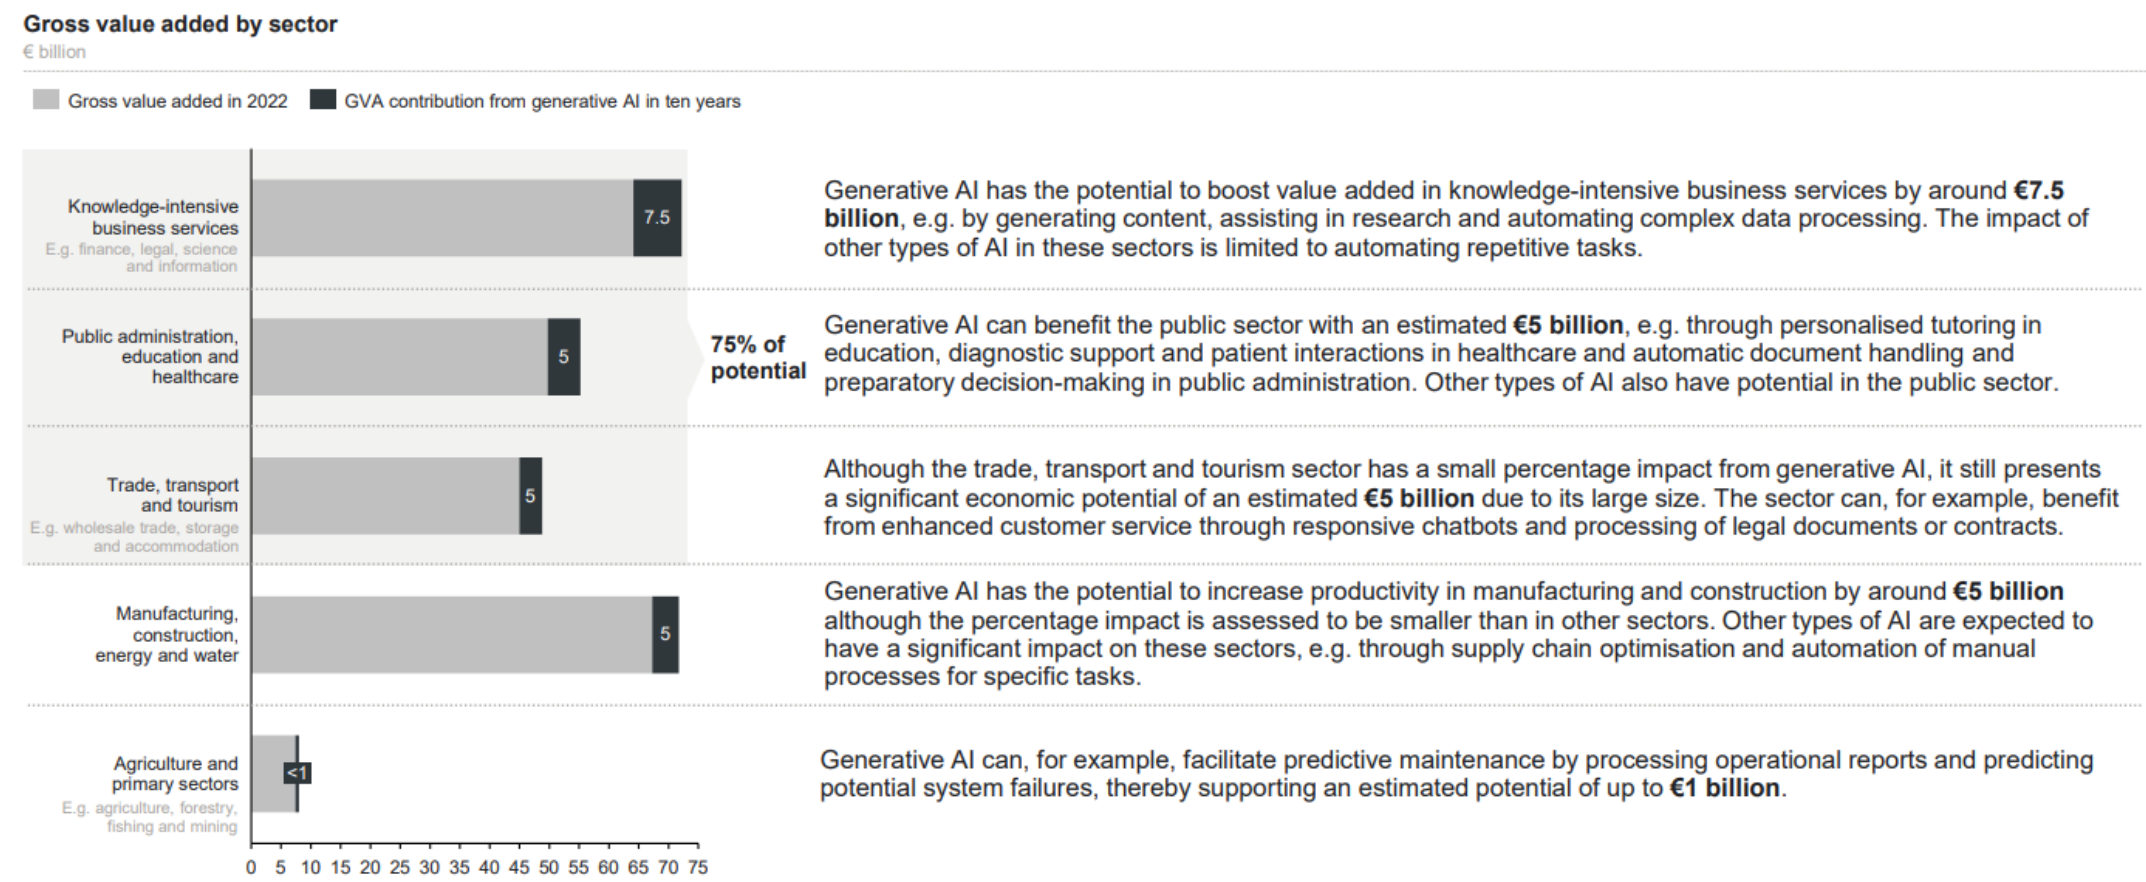 Gross value added by sector
€ billion
Gross value added in 2022
GVA contribution from generative AI in ten years
Knowledge-intensive
business services
E.g. finance, legal, science
and information
7.5
Generative AI has the potential to boost value added in knowledge-intensive business services by around €7.5
billion, e.g. by generating content, assisting in research and automating complex data processing. The impact of
other types of AI in these sectors is limited to automating repetitive tasks.
Public administration,
education and
healthcare
5
75% of
potential
Generative AI can benefit the public sector with an estimated €5 billion, e.g. through personalised tutoring in
education, diagnostic support and patient interactions in healthcare and automatic document handling and
preparatory decision-making in public administration. Other types of AI also have potential in the public sector.
Trade, transport
and tourism
E.g. wholesale trade, storage
and accommodation
5
Although the trade, transport and tourism sector has a small percentage impact from generative AI, it still presents
a significant economic potential of an estimated €5 billion due to its large size. The sector can, for example, benefit
from enhanced customer service through responsive chatbots and processing of legal documents or contracts.
Manufacturing,
construction,
energy and water
5
Generative AI has the potential to increase productivity in manufacturing and construction by around €5 billion
although the percentage impact is assessed to be smaller than in other sectors. Other types of AI are expected to
have a significant impact on these sectors, e.g. through supply chain optimisation and automation of manual
processes for specific tasks.
Agriculture and
primary sectors
E.g. agriculture, forestry,
fishing and mining
<1
Generative AI can, for example, facilitate predictive maintenance by processing operational reports and predicting
potential system failures, thereby supporting an estimated potential of up to €1 billion.
0 5 10 15 20 25 30 35 40 45 50 55 60 65 70 75